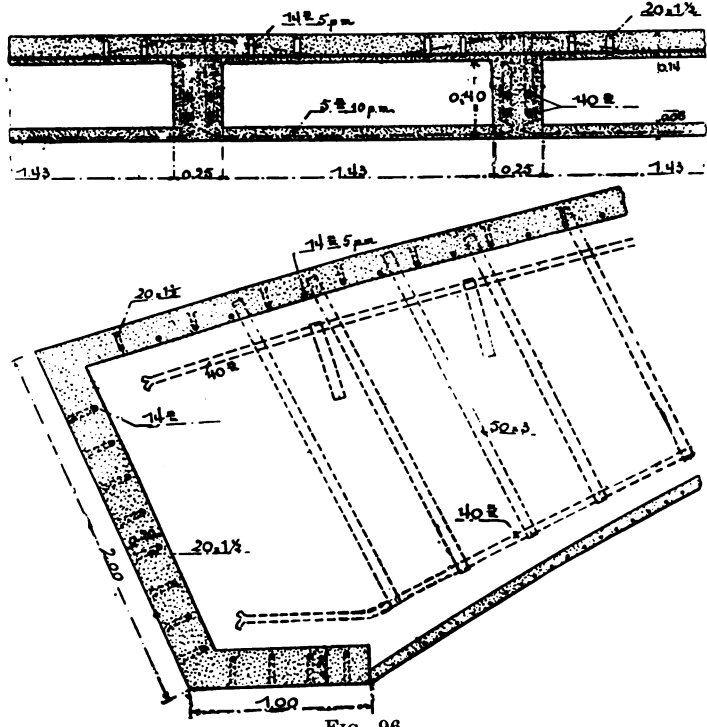 14 m/m 5 p.m. 20 × 1½
0.14
0.40 40 m/m
5 m/m 10 p.m.
1.43 0.25 1.43 0.25 1.43
14 m/m 5 p.m.
20 × 1½
40 m/m
14 m/m
50 × 3
40 m/m
20 × 1½
2.00
1.00
FIG. 96